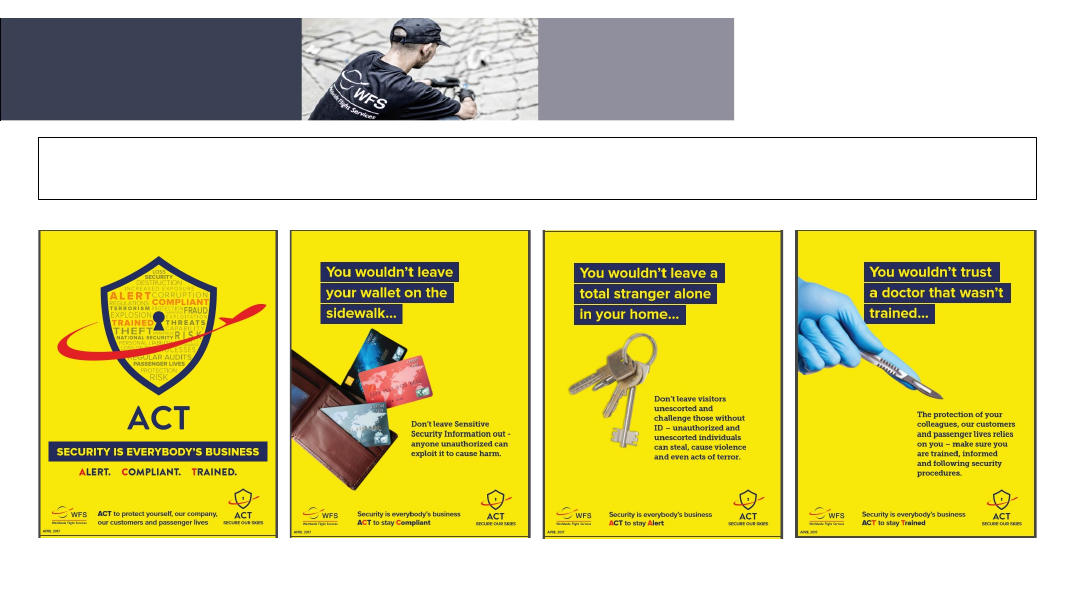 WFS
Worldwide Flight Services
LOSS
SECURITY
DESTRUCTION
INCREASED EXPOSURE
ALERT CORRUPTION
REGULATIONS COMPLIANT
TERRORISM INFORMATION FRAUD
EXPLOSION EXPLOITATION
TRAINED THREATS
THEFT CAPABILITY
NATIONAL SECURITY RISK
PERSONAL LIABILITY
PROCESSES
REGULAR AUDITS
PASSENGER LIVES
PROTECTION
RISK
ACT
SECURITY IS EVERYBODY'S BUSINESS
ALERT. COMPLIANT. TRAINED.
WFS
Worldwide Flight Services
ACT to protect yourself, our company,
our customers and passenger lives
ACT
SECURE OUR SKIES
APRIL 2017
You wouldn't leave
your wallet on the
sidewalk...
Don't leave Sensitive
Security Information out -
anyone unauthorized can
exploit it to cause harm.
WFS
Worldwide Flight Services
Security is everybody's business
ACT to stay Compliant
ACT
SECURE OUR SKIES
APRIL 2017
You wouldn't leave a
total stranger alone
in your home...
Don't leave visitors
unescorted and
challenge those without
ID – unauthorized and
unescorted individuals
can steal, cause violence
and even acts of terror.
WFS
Worldwide Flight Services
Security is everybody's business
ACT to stay Alert
ACT
SECURE OUR SKIES
APRIL 2017
You wouldn't trust
a doctor that wasn't
trained...
The protection of your
colleagues, our customers
and passenger lives relies
on you – make sure you
are trained, informed
and following security
procedures.
WFS
Worldwide Flight Services
Security is everybody's business
ACT to stay Trained
ACT
SECURE OUR SKIES
APRIL 2017